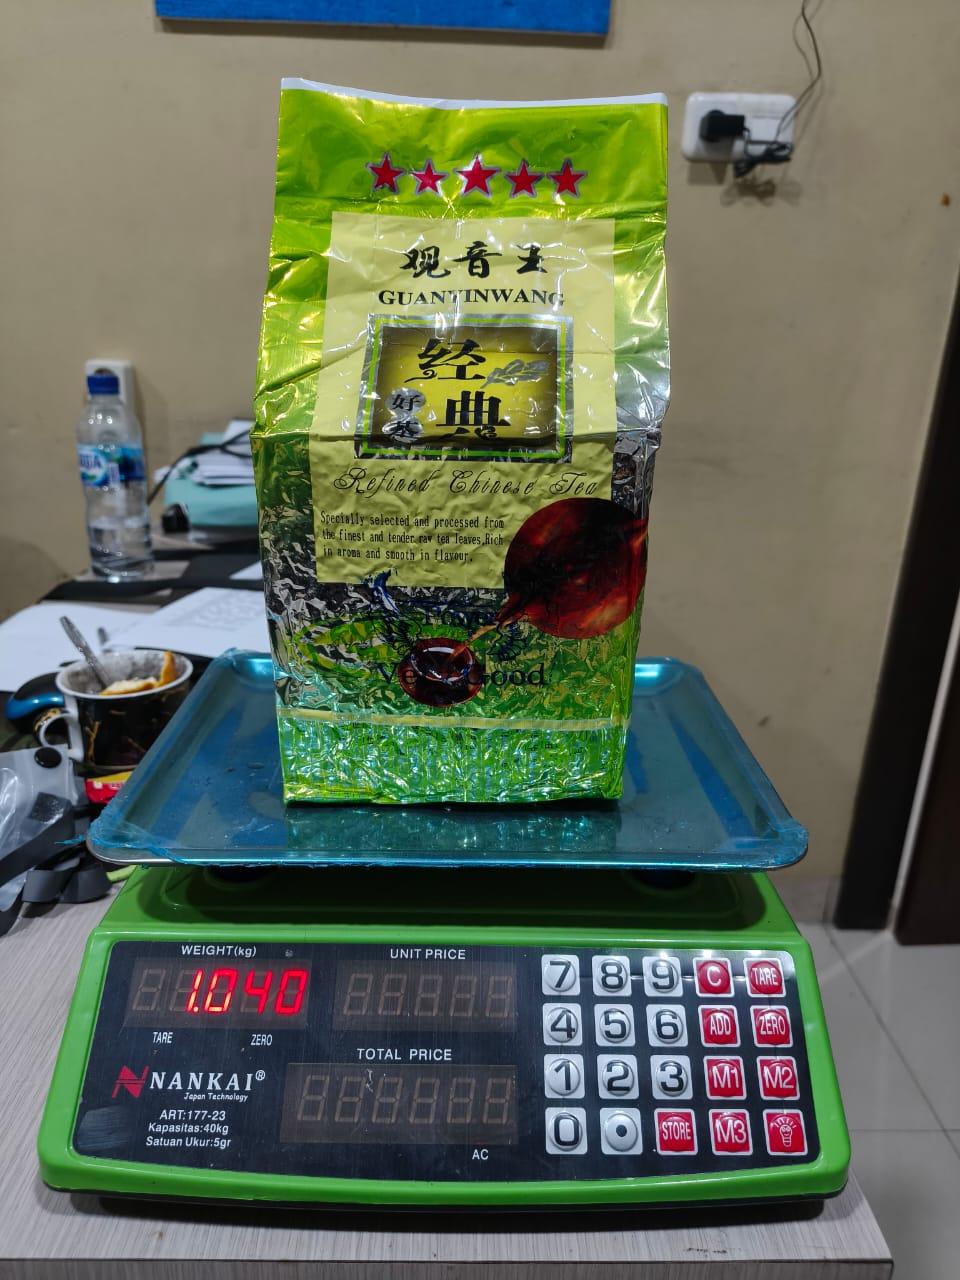 观音王
GUANYINWANG
经
好
典
Refined Chinese Tea
Specially selected and processed from
the finest and tender raw tea leaves,Rich
in aroma and smooth in flavour.
Good
WEIGHT(kg)
UNIT PRICE
1.040
TARE
ZERO
TOTAL PRICE
NANKAI®
Japan Technology
ART:177-23
Kapasitas:40kg
Satuan Ukur:5gr
AC
7 8 9 C TARE
4 5 6 ADD ZERO
1 2 3 M1 M2
0 . STORE M3